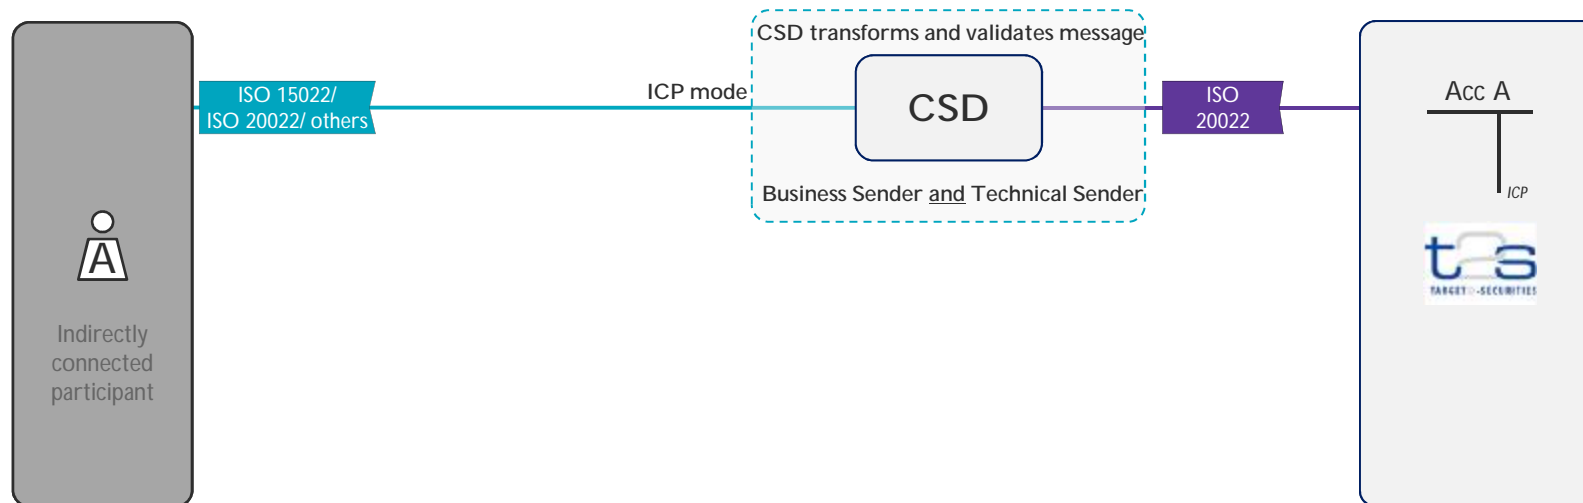 CSD transforms and validates message
ISO 15022/
ISO 20022/ others
ICP mode
CSD
ISO
20022
Acc A
ICP
Business Sender and Technical Sender
A
Indirectly
connected
participant
t2s
TARGET2-SECURITIES